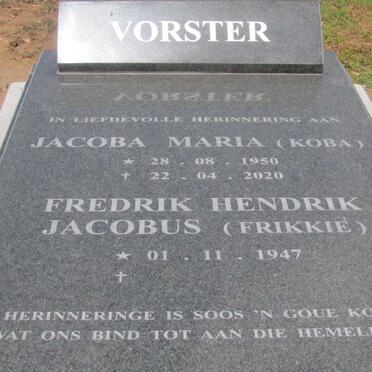 VORSTER
IN LIEFDEVOLLE HERINNERING AAN
JACOBA MARIA (KOBA)
★ 28 . 08 . 1950
✝ 22 . 04 . 2020
FREDRIK HENDRIK
JACOBUS (FRIKKIE)
★ 01 . 11 . 1947
✝
HERINNERINGE IS SOOS 'N GOUE
WAT ONS BIND TOT AAN DIE